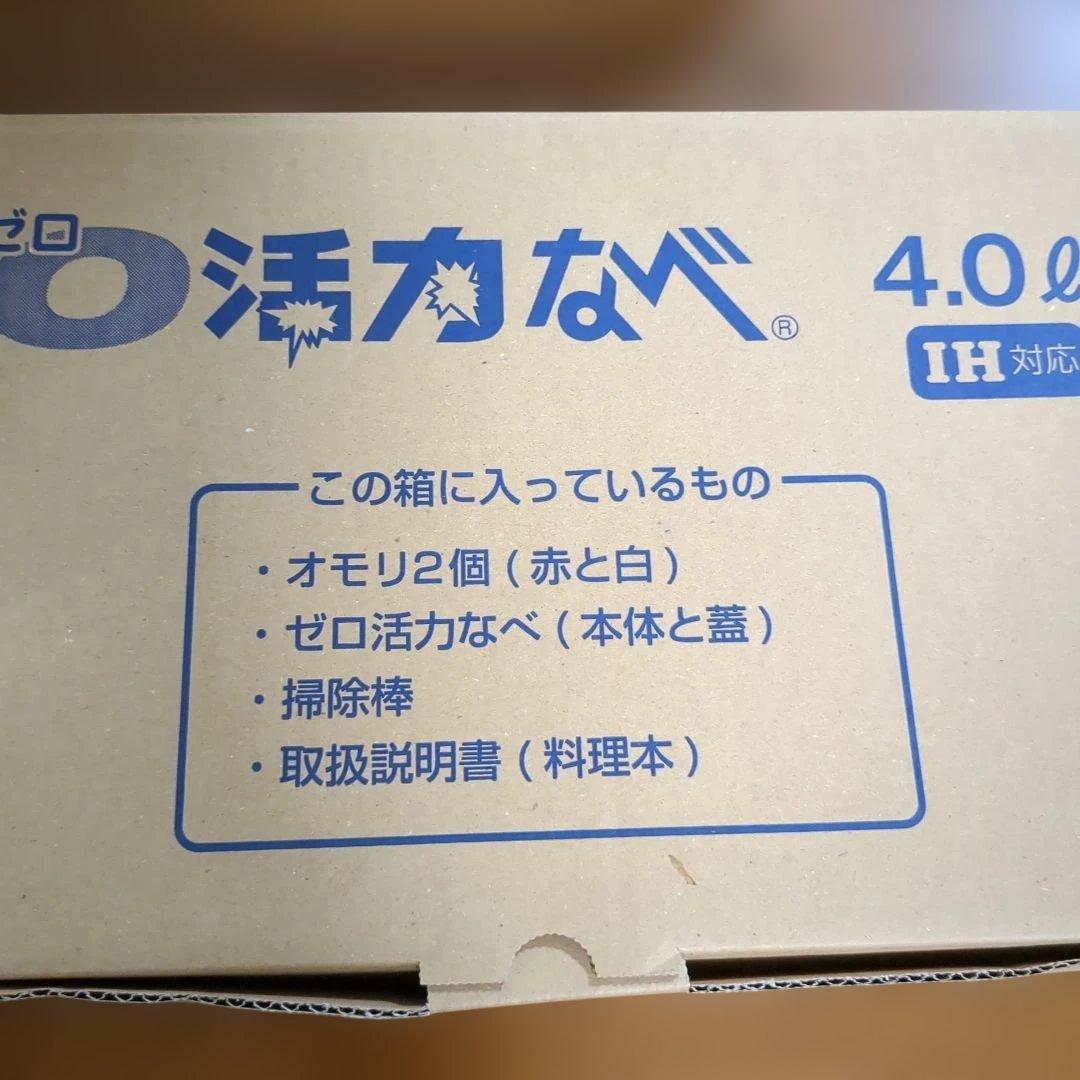 ゼロ
0活力なべ®
4.0ℓ
IH対応
この箱に入っているもの
・オモリ2個(赤と白)
・ゼロ活力なべ(本体と蓋)
・掃除棒
・取扱説明書(料理本)